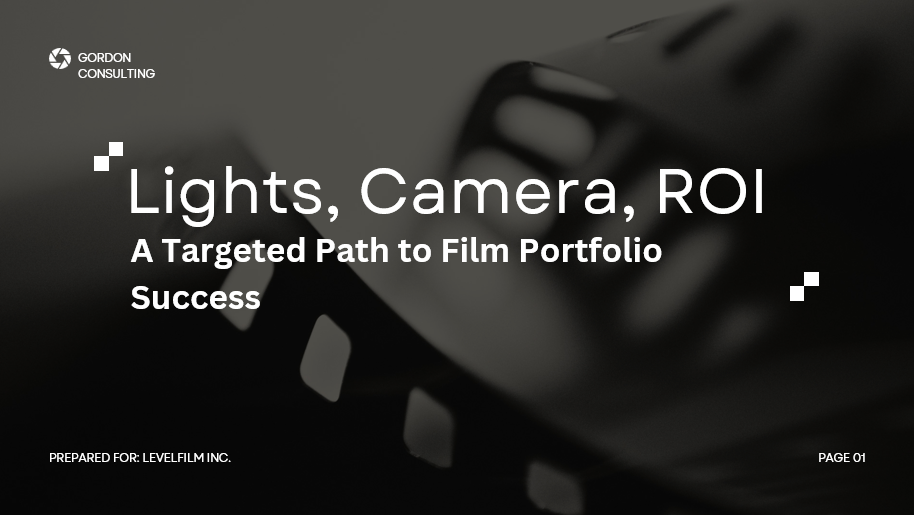 GORDON
CONSULTING
Lights, Camera, ROI
A Targeted Path to Film Portfolio
Success
PREPARED FOR: LEVELFILM INC.
PAGE 01